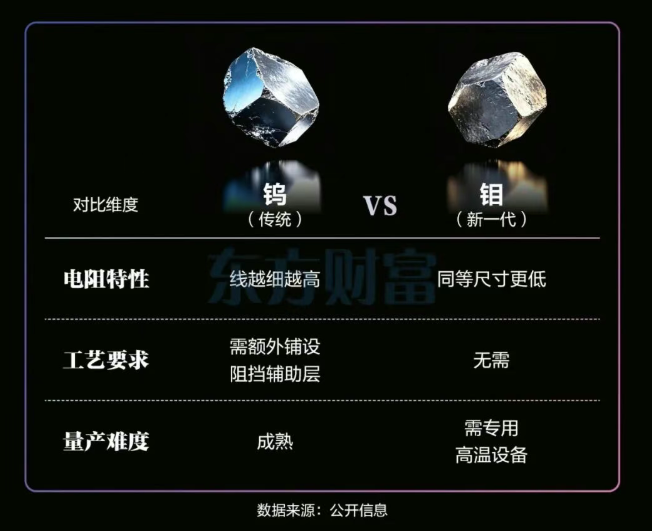 对比维度
钨
（传统）
VS
钼
（新一代）
电阻特性
线越细越高
同等尺寸更低
东方财富
工艺要求
需额外铺设
阻挡辅助层
无需
量产难度
成熟
需专用
高温设备
数据来源：公开信息